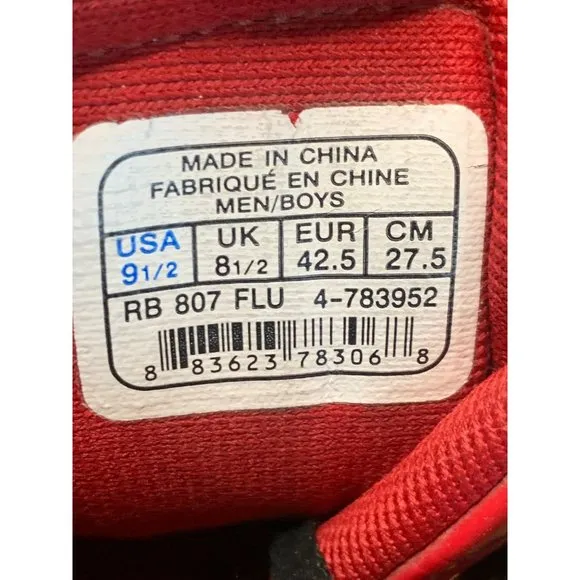 MADE IN CHINA
FABRIQUÉ EN CHINE
MEN/BOYS
USA UK EUR CM
9 1/2 8 1/2 42.5 27.5
RB 807 FLU 4-783952
8 83623 78306 8